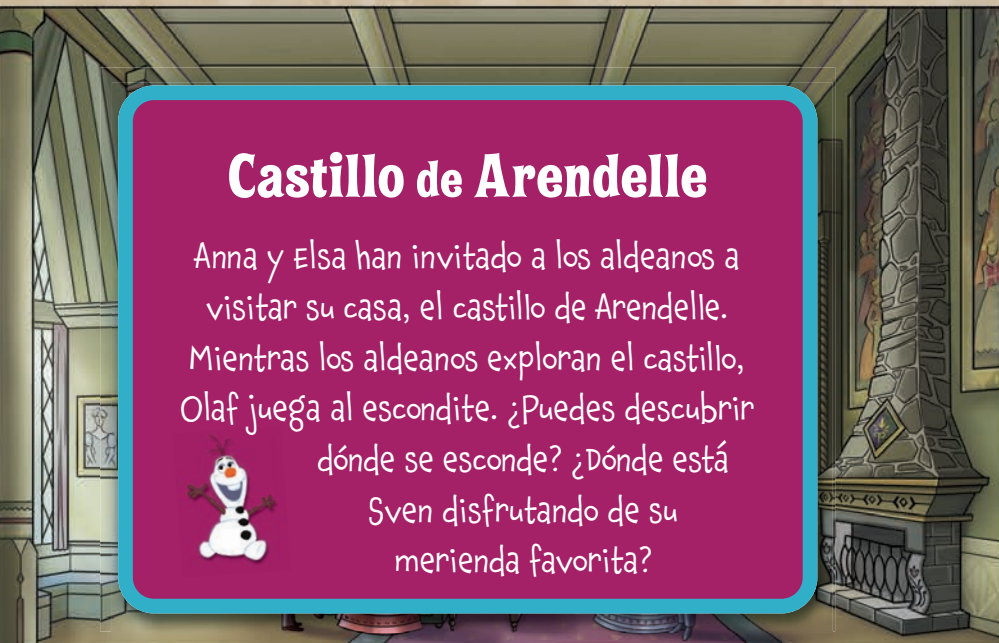 Castillo de Arendelle
Anna y Elsa han invitado a los aldeanos a
visitar su casa, el castillo de Arendelle.
Mientras los aldeanos exploran el castillo,
Olaf juega al escondite. ¿Puedes descubrir
dónde se esconde? ¿Dónde está
Sven disfrutando de su
merienda favorita?